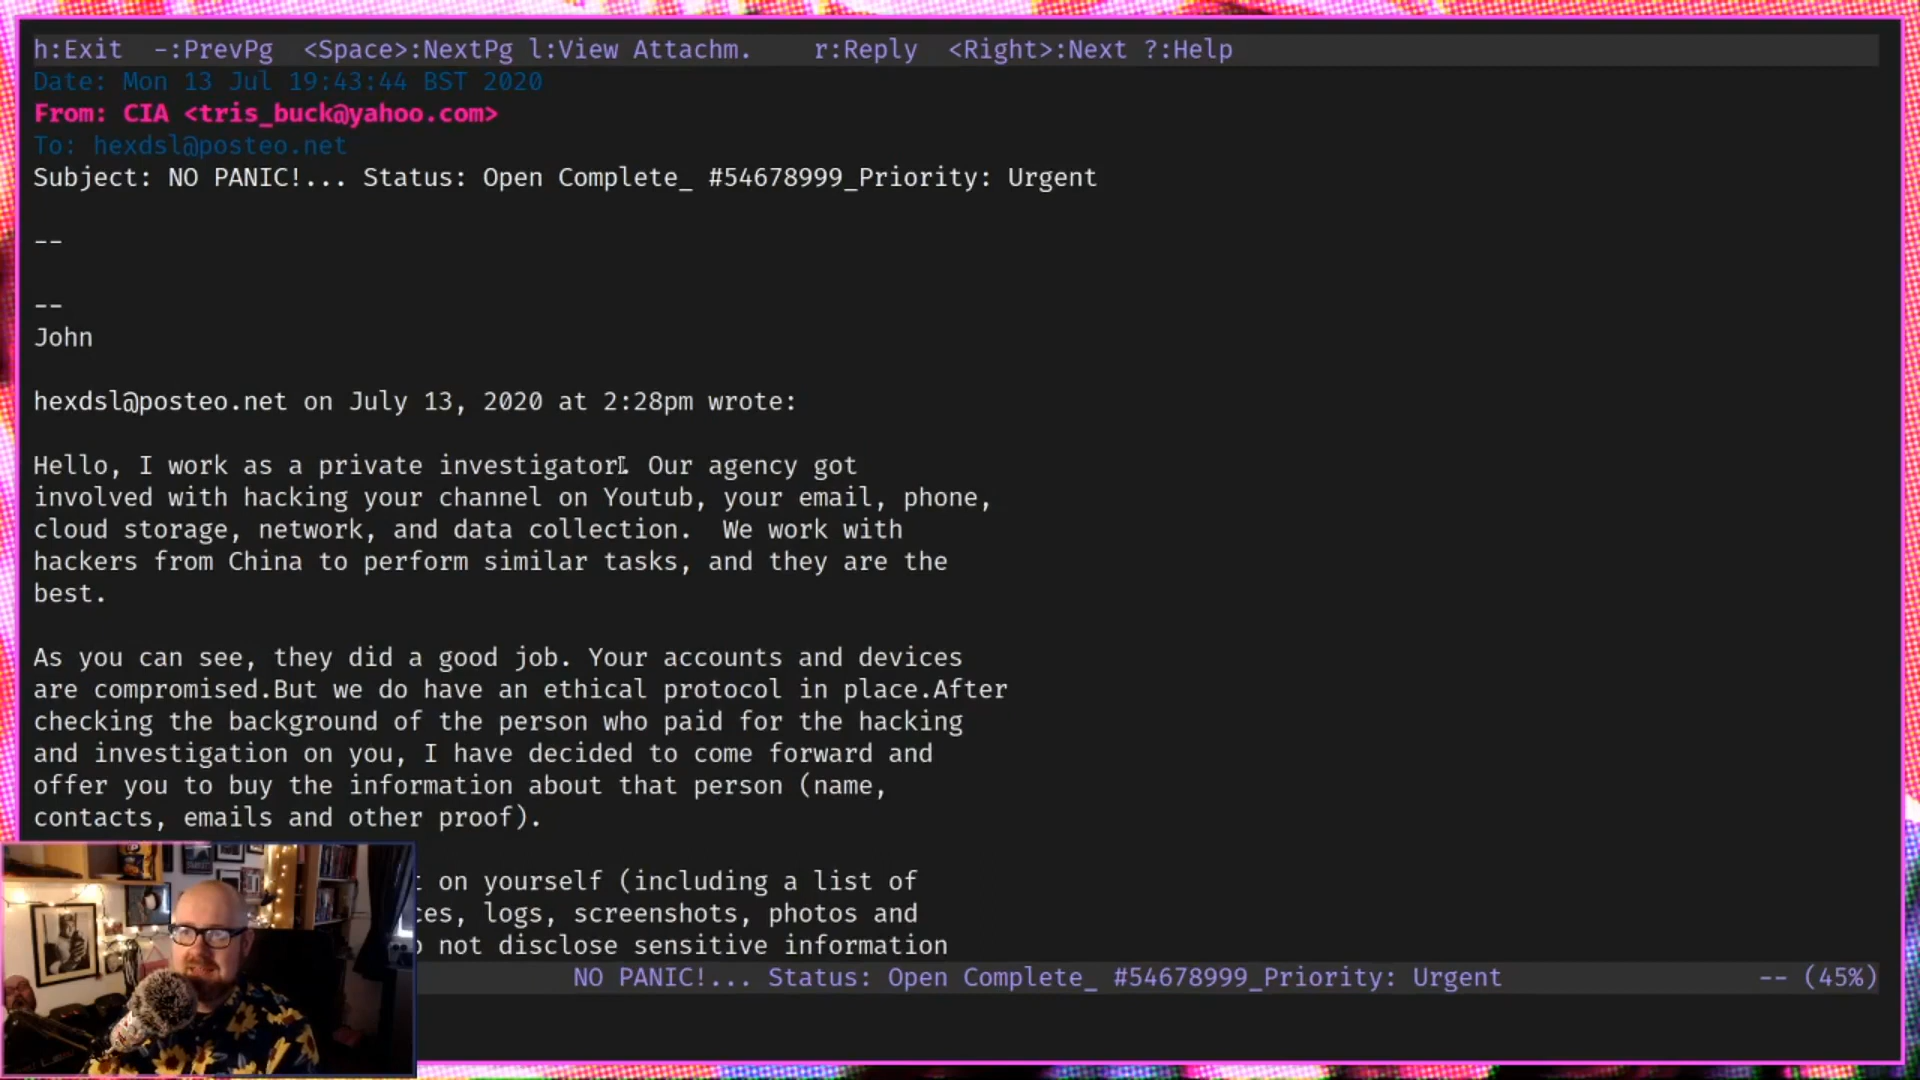 h:Exit -:PrevPg <Space>:NextPg l:View Attachm. r:Reply <Right>:Next ?:Help
Date: Mon 13 Jul 19:43:44 BST 2020
From: CIA <tris_buck@yahoo.com>
To: hexdsl@posteo.net
Subject: NO PANIC!... Status: Open Complete_ #54678999_Priority: Urgent
--
--
John
hexdsl@posteo.net on July 13, 2020 at 2:28pm wrote:
Hello, I work as a private investigator. Our agency got
involved with hacking your channel on Youtub, your email, phone,
cloud storage, network, and data collection. We work with
hackers from China to perform similar tasks, and they are the
best.
As you can see, they did a good job. Your accounts and devices
are compromised.But we do have an ethical protocol in place.After
checking the background of the person who paid for the hacking
and investigation on you, I have decided to come forward and
offer you to buy the information about that person (name,
contacts, emails and other proof).
on yourself (including a list of
logs, screenshots, photos and
not disclose sensitive information
NO PANIC!... Status: Open Complete_ #54678999_Priority: Urgent -- (45%)